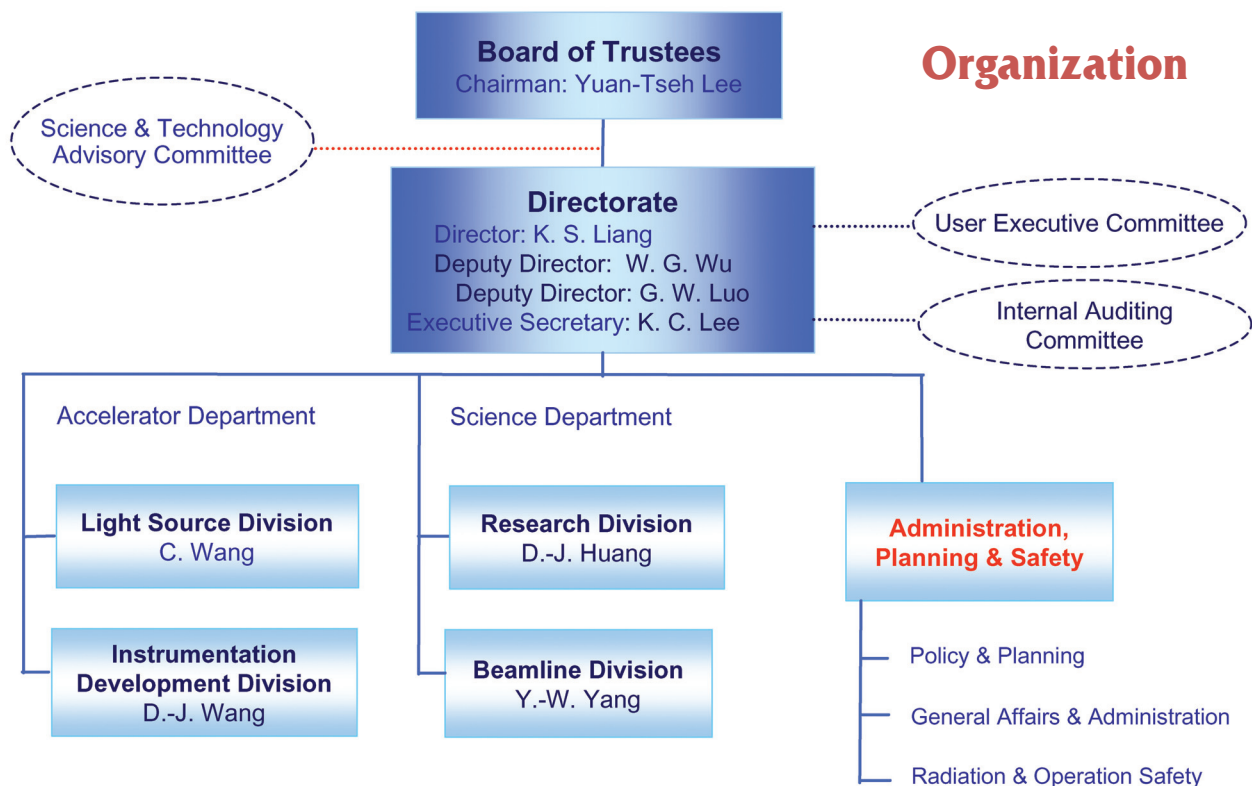 Organization
Board of Trustees
Chairman: Yuan-Tseh Lee
Science & Technology
Advisory Committee
Directorate
Director: K. S. Liang
Deputy Director: W. G. Wu
Deputy Director: G. W. Luo
Executive Secretary: K. C. Lee
User Executive Committee
Internal Auditing
Committee
Accelerator Department
Light Source Division
C. Wang
Instrumentation
Development Division
D.-J. Wang
Science Department
Research Division
D.-J. Huang
Beamline Division
Y.-W. Yang
Administration,
Planning & Safety
Policy & Planning
General Affairs & Administration
Radiation & Operation Safety